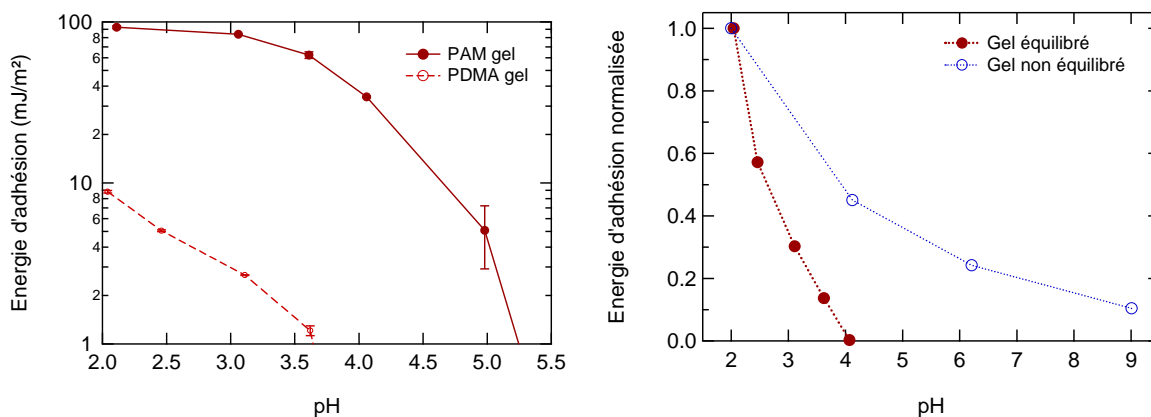 100
8
6
4
2
10
8
6
4
2
1
Energie d'adhésion (mJ/m²)
PAM gel
PDMA gel
2.0 2.5 3.0 3.5 4.0 4.5 5.0 5.5
pH
1.0
0.8
0.6
0.4
0.2
0.0
Energie d'adhésion normalisée
Gel équilibré
Gel non équilibré
2 3 4 5 6 7 8 9
pH